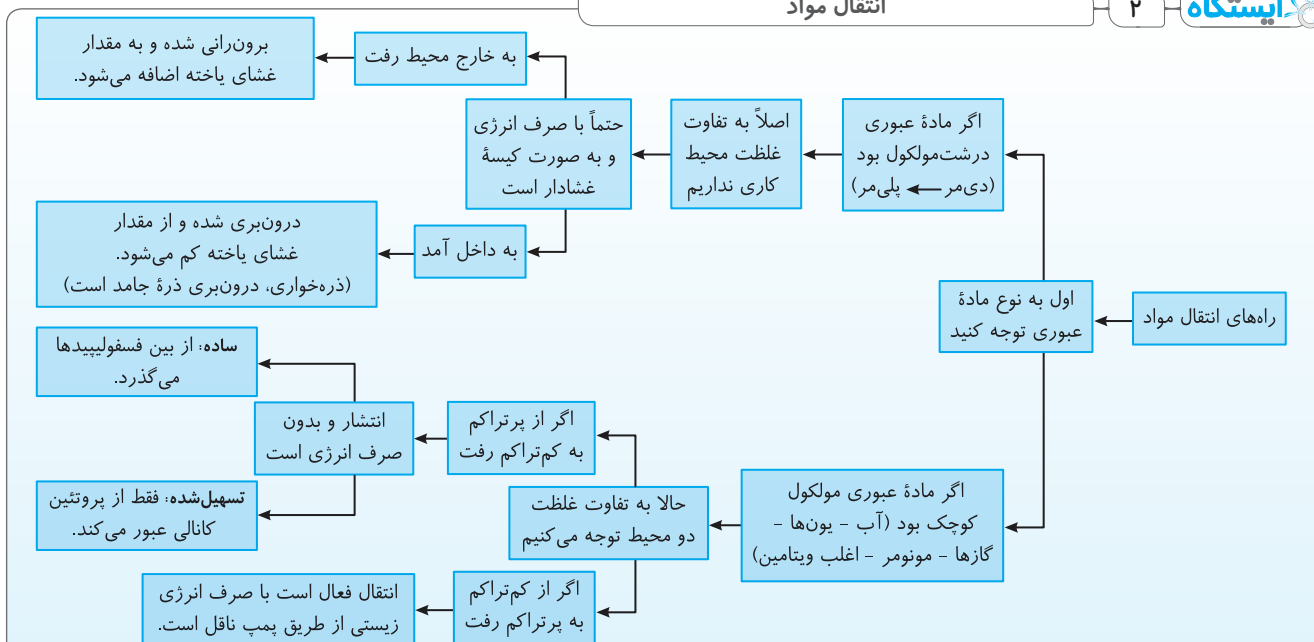 ایستگاه
۲
انتقال مواد
راه‌های انتقال مواد
اول به نوع مادهٔ
عبوری توجه کنید
اگر مادهٔ عبوری
درشت‌مولکول بود
(دی‌مر ← پلی‌مر)
اصلاً به تفاوت
غلظت محیط
کاری نداریم
حتماً با صرف انرژی
و به صورت کیسهٔ
غشادار است
به خارج محیط رفت
برون‌رانی شده و به مقدار
غشای یاخته اضافه می‌شود.
به داخل آمد
درون‌بری شده و از مقدار
غشای یاخته کم می‌شود.
(ذره‌خواری، درون‌بری ذرهٔ جامد است)
اگر مادهٔ عبوری مولکول
کوچک بود (آب - یون‌ها -
گازها - مونومر - اغلب ویتامین)
حالا به تفاوت غلظت
دو محیط توجه می‌کنیم
اگر از پرتراکم
به کم‌تراکم رفت
انتشار و بدون
صرف انرژی است
ساده: از بین فسفولیپیدها
می‌گذرد.
تسهیل‌شده: فقط از پروتئین
کانالی عبور می‌کند.
اگر از کم‌تراکم
به پرتراکم رفت
انتقال فعال است با صرف انرژی
زیستی از طریق پمپ ناقل است.